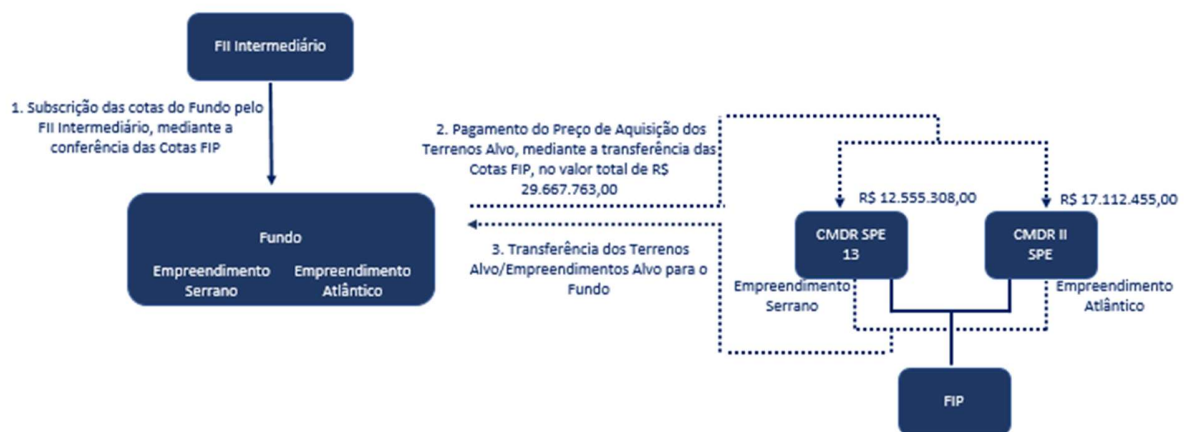 FII Intermediário
1. Subscrição das cotas do Fundo pelo
FII Intermediário, mediante a
conferência das Cotas FIP
2. Pagamento do Preço de Aquisição dos
Terrenos Alvo, mediante a transferência das
Cotas FIP, no valor total de R$
29.667.763,00
R$ 12.555.308,00
R$ 17.112.455,00
Fundo
Empreendimento
Serrano
Empreendimento
Atlântico
3. Transferência dos Terrenos
Alvo/Empreendimentos Alvo para o
Fundo
CMDR SPE
13
CMDR II
SPE
Empreendimento
Serrano
Empreendimento
Atlântico
FIP